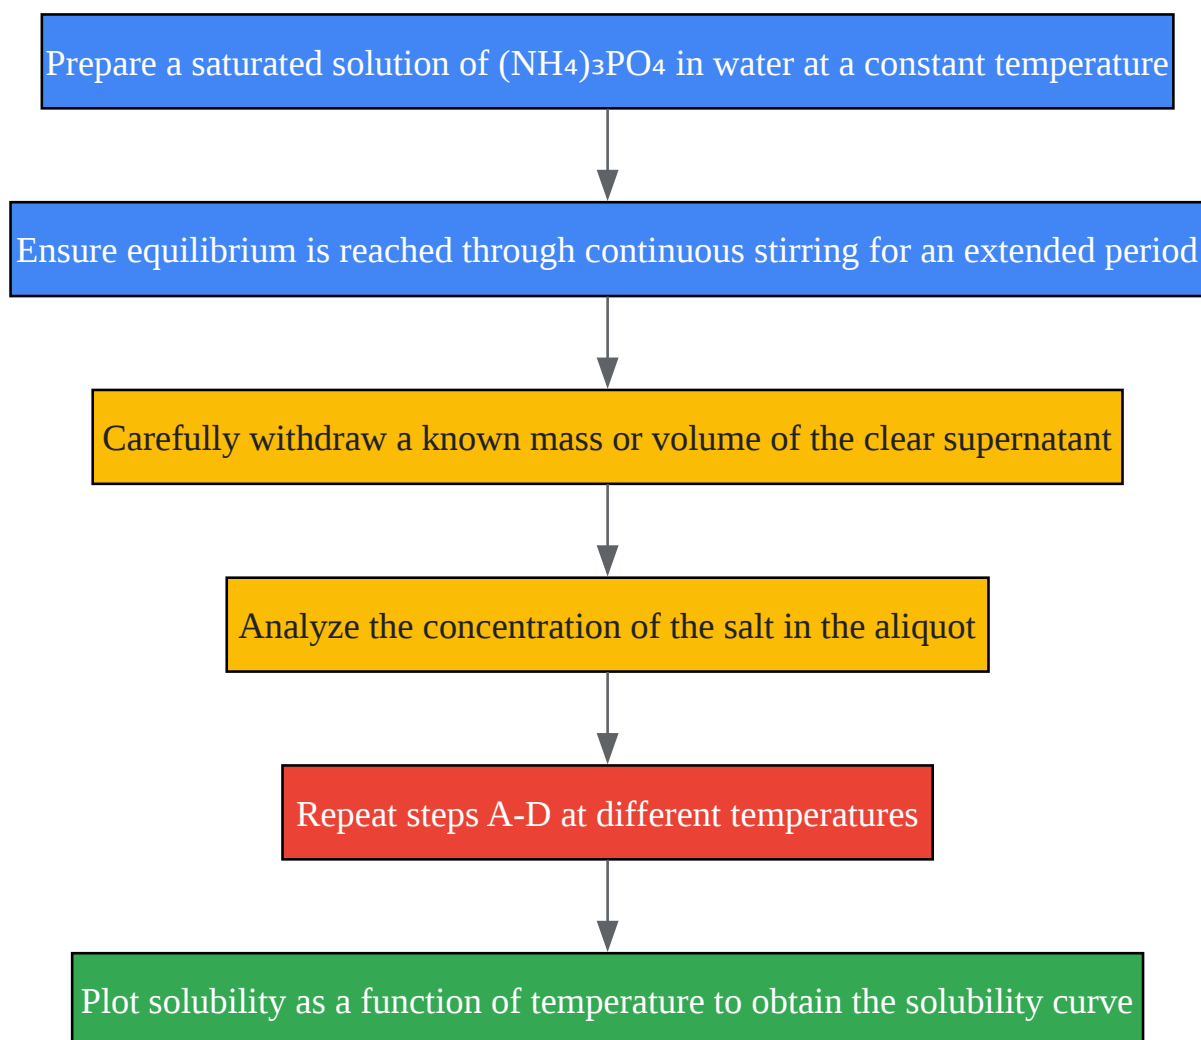 Prepare a saturated solution of (NH₄)₃PO₄ in water at a constant temperature
Ensure equilibrium is reached through continuous stirring for an extended period
Carefully withdraw a known mass or volume of the clear supernatant
Analyze the concentration of the salt in the aliquot
Repeat steps A-D at different temperatures
Plot solubility as a function of temperature to obtain the solubility curve